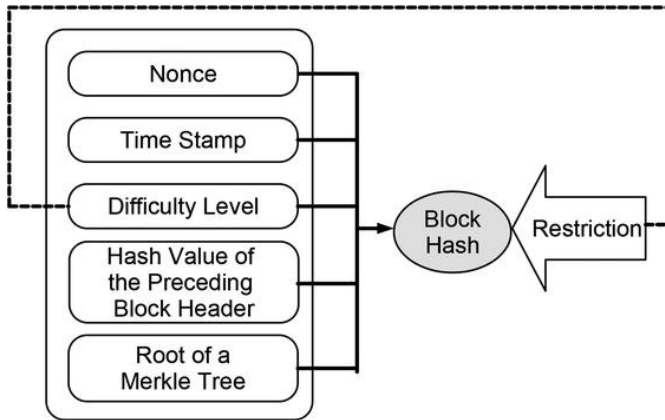 Nonce
Time Stamp
Difficulty Level
Hash Value of
the Preceding
Block Header
Root of a
Merkle Tree
Block
Hash
Restriction